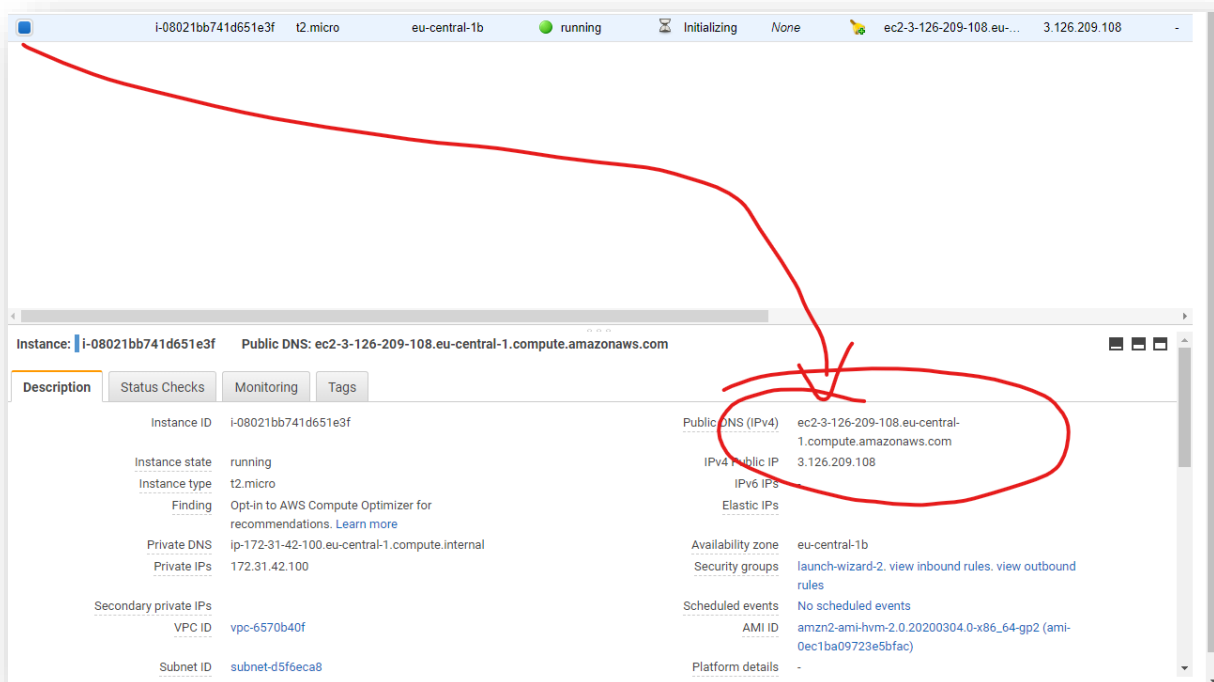 i-08021bb741d651e3f t2.micro eu-central-1b running Initializing None ec2-3-126-209-108.eu-... 3.126.209.108 -
Instance: i-08021bb741d651e3f Public DNS: ec2-3-126-209-108.eu-central-1.compute.amazonaws.com
Description Status Checks Monitoring Tags
Instance ID i-08021bb741d651e3f Public DNS (IPv4) ec2-3-126-209-108.eu-central-
1.compute.amazonaws.com
Instance state running IPv4 Public IP 3.126.209.108
Instance type t2.micro IPv6 IPs -
Finding Opt-in to AWS Compute Optimizer for Elastic IPs
recommendations. Learn more
Private DNS ip-172-31-42-100.eu-central-1.compute.internal Availability zone eu-central-1b
Private IPs 172.31.42.100 Security groups launch-wizard-2. view inbound rules. view outbound
rules
Secondary private IPs Scheduled events No scheduled events
VPC ID vpc-6570b40f AMI ID amzn2-ami-hvm-2.0.20200304.0-x86_64-gp2 (ami-
0ec1ba09723e5bfac)
Subnet ID subnet-d5f6eca8 Platform details -